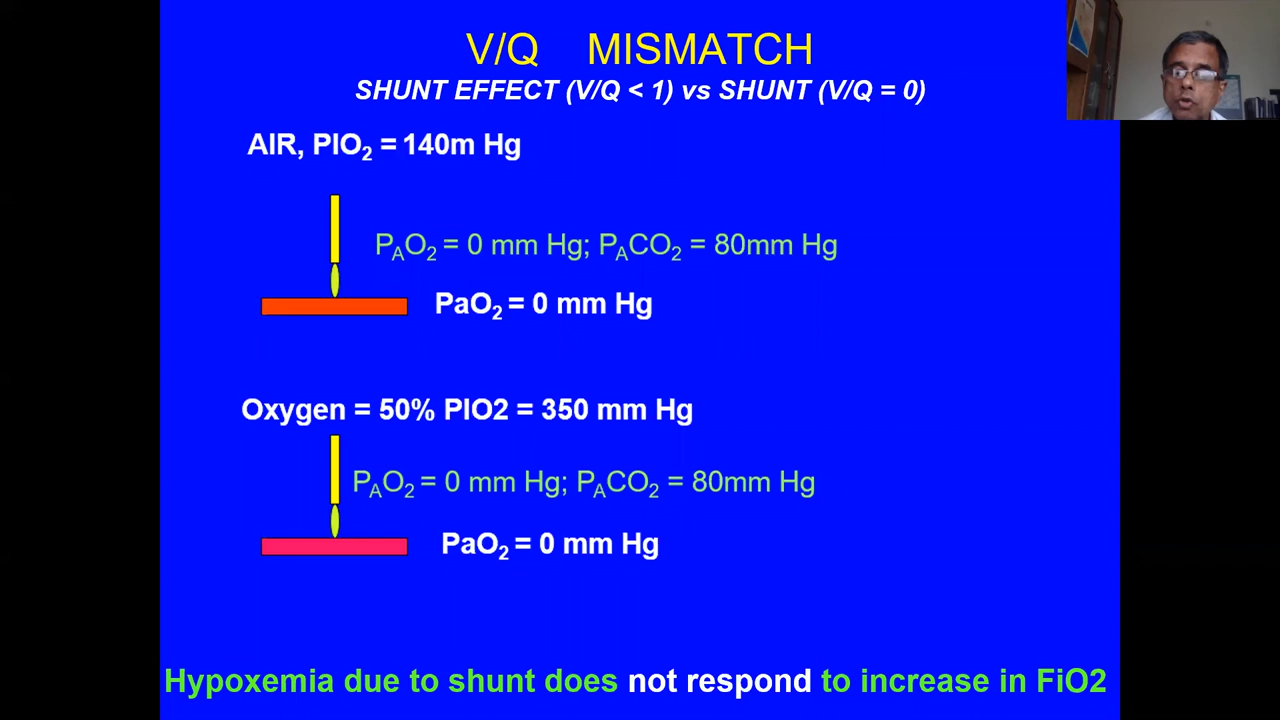 V/Q MISMATCH
SHUNT EFFECT (V/Q < 1) vs SHUNT (V/Q = 0)
AIR, PIO₂ = 140m Hg
PAO₂ = 0 mm Hg; PACO₂ = 80mm Hg
PaO₂ = 0 mm Hg
Oxygen = 50% PIO2 = 350 mm Hg
PAO₂ = 0 mm Hg; PACO₂ = 80mm Hg
PaO₂ = 0 mm Hg
Hypoxemia due to shunt does not respond to increase in FiO2